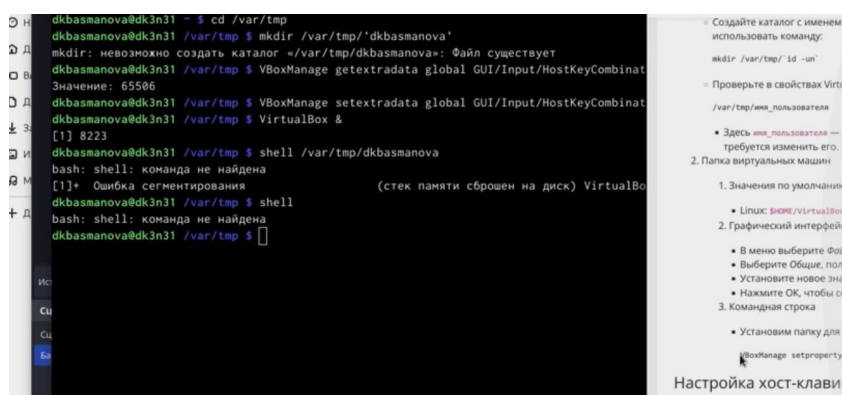 dkbasmanova@dk3n31 ~ $ cd /var/tmp
dkbasmanova@dk3n31 /var/tmp $ mkdir /var/tmp/'dkbasmanova'
mkdir: невозможно создать каталог «/var/tmp/dkbasmanova»: Файл существует
dkbasmanova@dk3n31 /var/tmp $ VBoxManage getextradata global GUI/Input/HostKeyCombinat
Значение: 65506
dkbasmanova@dk3n31 /var/tmp $ VBoxManage setextradata global GUI/Input/HostKeyCombinat
dkbasmanova@dk3n31 /var/tmp $ VirtualBox &
[1] 8223
dkbasmanova@dk3n31 /var/tmp $ shell /var/tmp/dkbasmanova
bash: shell: команда не найдена
[1]+ Ошибка сегментирования (стек памяти сброшен на диск) VirtualBo
dkbasmanova@dk3n31 /var/tmp $ shell
bash: shell: команда не найдена
dkbasmanova@dk3n31 /var/tmp $
Н
Д
В
Д
За
И
М
Д
Ис
Сц
Сц
Ба
Создайте каталог с именем
использовать команду:
mkdir /var/tmp/`id -un`
Проверьте в свойствах Virtu
/var/tmp/имя_пользователя
Здесь имя_пользователя —
требуется изменить его.
2. Папка виртуальных машин
1. Значения по умолчани
Linux: $HOME/VirtualBox
2. Графический интерфей
В меню выберите Фай
Выберите Общие, пол
Установите новое зна
Нажмите ОК, чтобы с
3. Командная строка
Установим папку для
VBoxManage setproperty
Настройка хост-клави